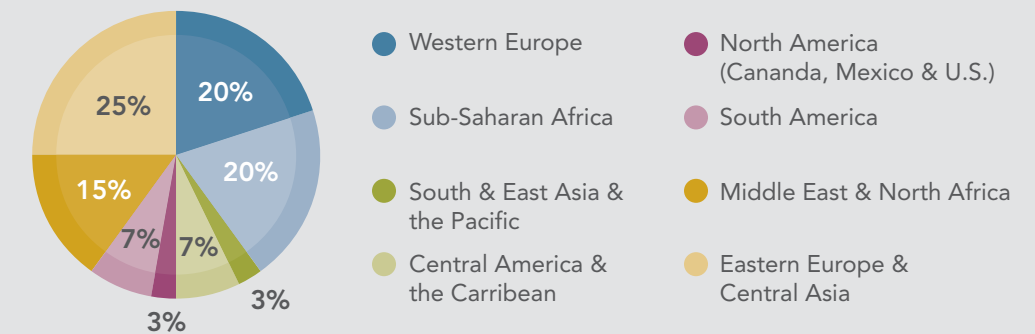 25%
20%
20%
15%
7%
7%
3%
3%
Western Europe
Sub-Saharan Africa
South & East Asia &
the Pacific
Central America &
the Carribean
North America
(Cananda, Mexico & U.S.)
South America
Middle East & North Africa
Eastern Europe &
Central Asia